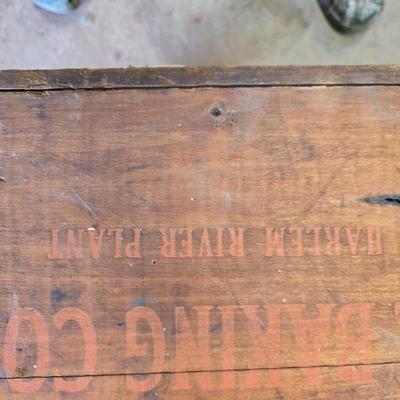 BAKING CO
HARLEM RIVER PLANT